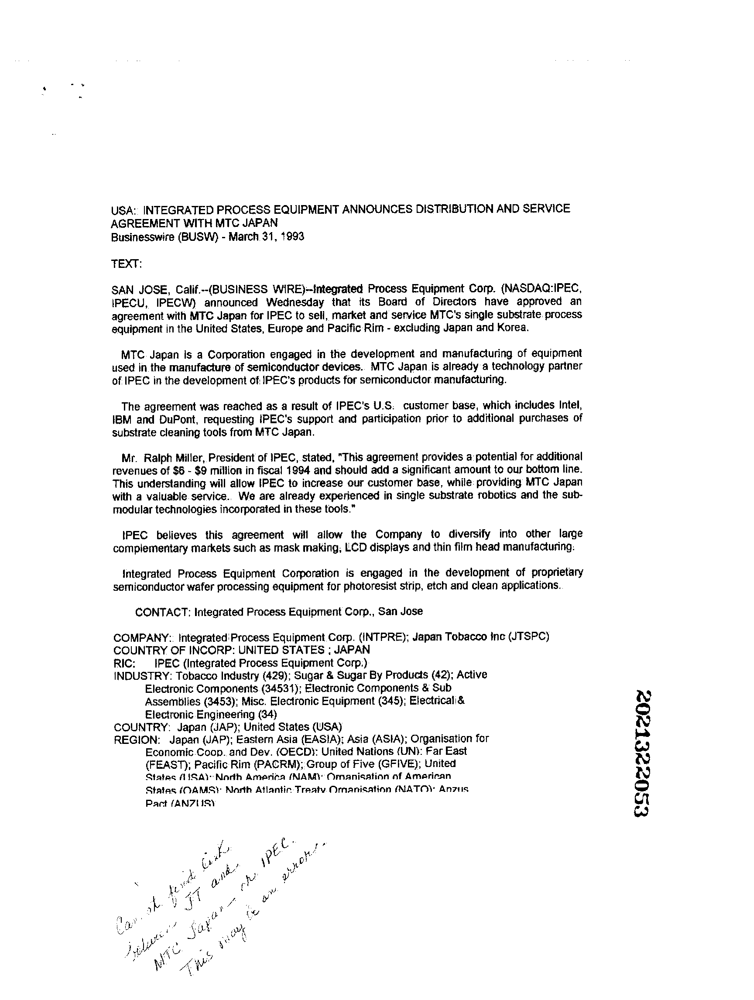 USA: INTEGRATED PROCESS EQUIPMENT ANNOUNCES DISTRIBUTION AND SERVICE
AGREEMENT WITH MTC JAPAN
Businesswire (BUSW) - March 31, 1993
TEXT:
SAN JOSE, Calif.--(BUSINESS WIRE)--Integrated Process Equipment Corp. (NASDAQ:IPEC,
IPECU, IPECW) announced Wednesday that its Board of Directors have approved an
agreement with MTC Japan for IPEC to sell, market and service MTC's single substrate process
equipment in the United States, Europe and Pacific Rim - excluding Japan and Korea.
MTC Japan is a Corporation engaged in the development and manufacturing of equipment
used in the manufacture of semiconductor devices. MTC Japan is already a technology partner
of IPEC in the development of IPEC's products for semiconductor manufacturing.
The agreement was reached as a result of IPEC's U.S. customer base, which includes Intel,
IBM and DuPont, requesting IPEC's support and participation prior to additional purchases of
substrate cleaning tools from MTC Japan.
Mr. Ralph Miller, President of IPEC, stated, "This agreement provides a potential for additional
revenues of $6 - $9 million in fiscal 1994 and should add a significant amount to our bottom line.
This understanding will allow IPEC to increase our customer base, while providing MTC Japan
with a valuable service. We are already experienced in single substrate robotics and the sub-
modular technologies incorporated in these tools."
IPEC believes this agreement will allow the Company to diversify into other large
complementary markets such as mask making, LCD displays and thin film head manufacturing.
Integrated Process Equipment Corporation is engaged in the development of proprietary
semiconductor wafer processing equipment for photoresist strip, etch and clean applications.
CONTACT: Integrated Process Equipment Corp., San Jose
COMPANY: Integrated Process Equipment Corp. (INTPRE); Japan Tobacco Inc (JTSPC)
COUNTRY OF INCORP: UNITED STATES ; JAPAN
RIC: IPEC (Integrated Process Equipment Corp.)
INDUSTRY: Tobacco Industry (429); Sugar & Sugar By Products (42); Active
Electronic Components (34531); Electronic Components & Sub
Assemblies (3453); Misc. Electronic Equipment (345); Electrical &
Electronic Engineering (34)
COUNTRY: Japan (JAP); United States (USA)
REGION: Japan (JAP); Eastern Asia (EASIA); Asia (ASIA); Organisation for
Economic Coop. and Dev. (OECD); United Nations (UN); Far East
(FEAST); Pacific Rim (PACRM); Group of Five (GFIVE); United
States (USA); North America (NAM); Organisation of American
States (OAMS); North Atlantic Treaty Organisation (NATO); Anzus
Pact (ANZUS)
2021322053
Can not find link
between JT and
MTC Japan - or IPEC.
This may be an error.